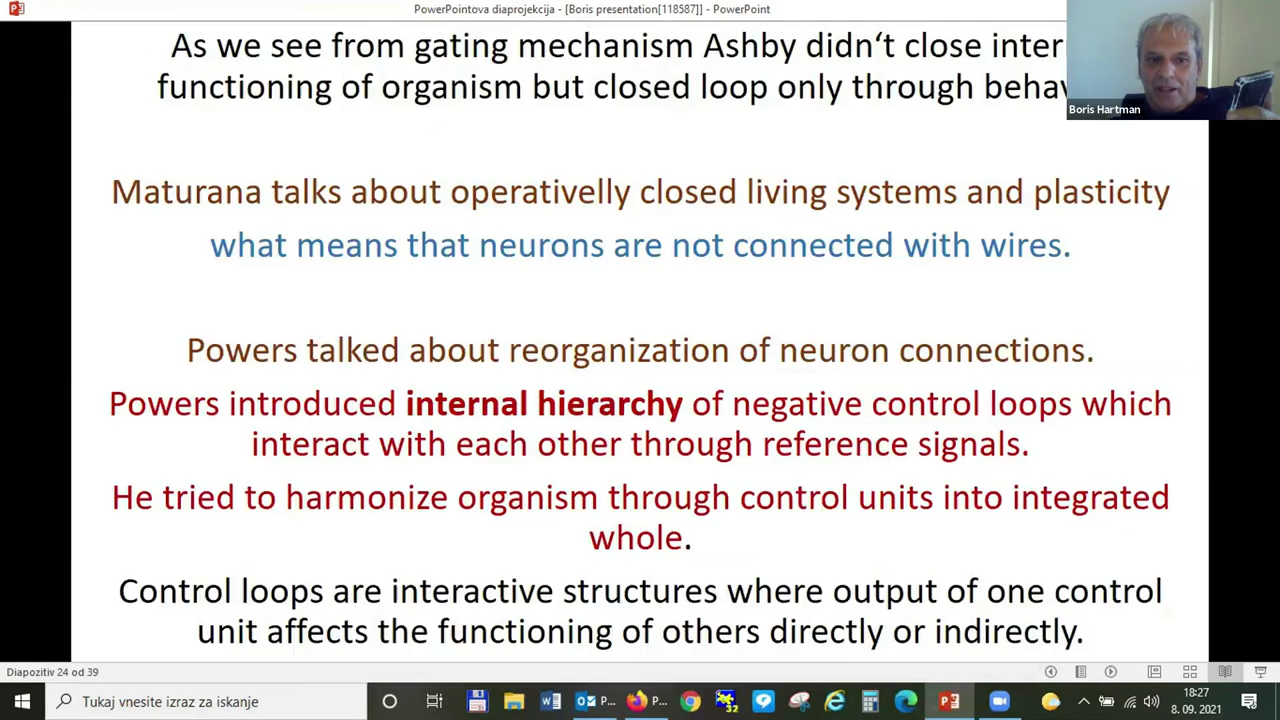 PowerPointova diaprojekcija - [Boris presentation[118587]] - PowerPoint
As we see from gating mechanism Ashby didn‘t close
functioning of organism but closed loop only through
Boris Hartman
Maturana talks about operativelly closed living systems and plasticity
what means that neurons are not connected with wires.
Powers talked about reorganization of neuron connections.
Powers introduced internal hierarchy of negative control loops which
interact with each other through reference signals.
He tried to harmonize organism through control units into integrated
whole.
Control loops are interactive structures where output of one control
unit affects the functioning of others directly or indirectly.
Diapozitiv 24 od 39
Tukaj vnesite izraz za iskanje
P...
P...
32
18:27
8. 09. 2021